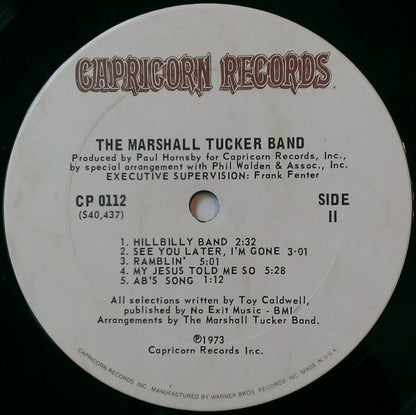 CAPRICORN RECORDS
THE MARSHALL TUCKER BAND
Produced by Paul Hornsby for Capricorn Records, Inc.,
by special arrangement with Phil Walden & Assoc., Inc.
EXECUTIVE SUPERVISION: Frank Fenter
CP 0112
(S40,437)
SIDE
II
1. HILLBILLY BAND 2:32
2. SEE YOU LATER, I'M GONE 3:01
3. RAMBLIN' 5:01
4. MY JESUS TOLD ME SO 5:28
5. AB'S SONG 1:12
All selections written by Toy Caldwell,
published by No Exit Music - BMI
Arrangements by The Marshall Tucker Band.
℗1973
Capricorn Records Inc.
CAPRICORN RECORDS, INC. MANUFACTURED BY WARNER BROS. RECORDS INC. MADE IN U.S.A.